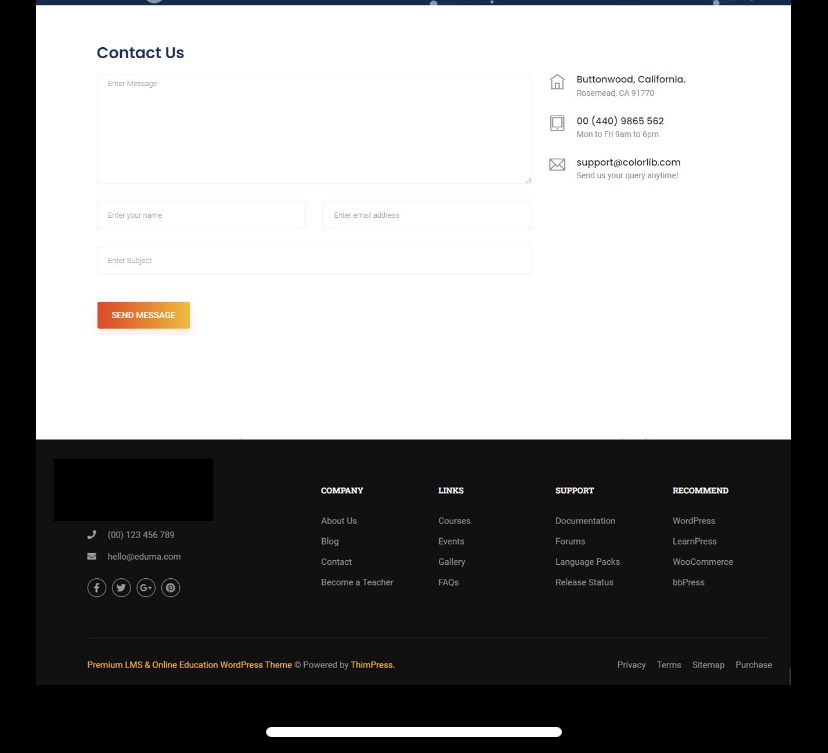 Contact Us
Enter Message
Enter your name
Enter email address
Enter Subject
SEND MESSAGE
Buttonwood, California.
Rosemead, CA 91770
00 (440) 9865 562
Mon to Fri 9am to 6pm
support@colorlib.com
Send us your query anytime!
(00) 123 456 789
hello@eduma.com
COMPANY
About Us
Blog
Contact
Become a Teacher
LINKS
Courses
Events
Gallery
FAQs
SUPPORT
Documentation
Forums
Language Packs
Release Status
RECOMMEND
WordPress
LearnPress
WooCommerce
bbPress
Premium LMS & Online Education WordPress Theme © Powered by ThimPress.
Privacy Terms Sitemap Purchase